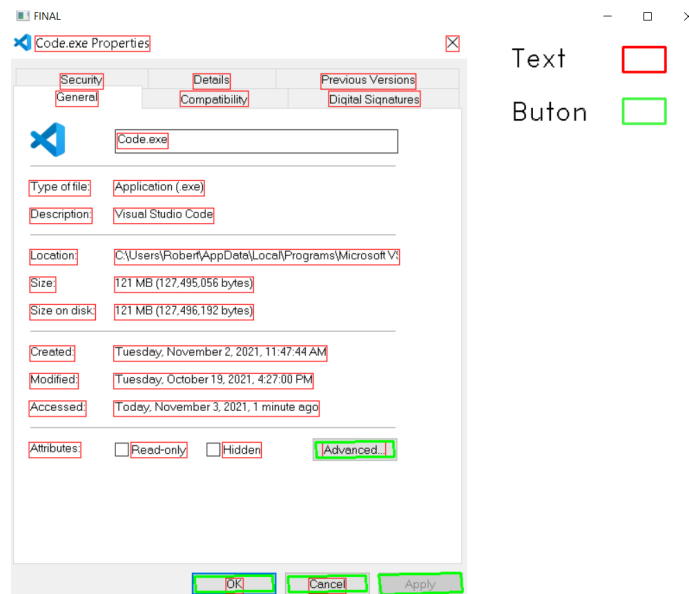 FINAL
Code.exe Properties
Text
Buton
Security Details Previous Versions
General Compatibility Digital Signatures
Code.exe
Type of file: Application (.exe)
Description: Visual Studio Code
Location: C:\Users\Robert\AppData\Local\Programs\Microsoft VS
Size: 121 MB (127,495,056 bytes)
Size on disk: 121 MB (127,496,192 bytes)
Created: Tuesday, November 2, 2021, 11:47:44 AM
Modified: Tuesday, October 19, 2021, 4:27:00 PM
Accessed: Today, November 3, 2021, 1 minute ago
Attributes: Read-only Hidden Advanced...
OK Cancel Apply